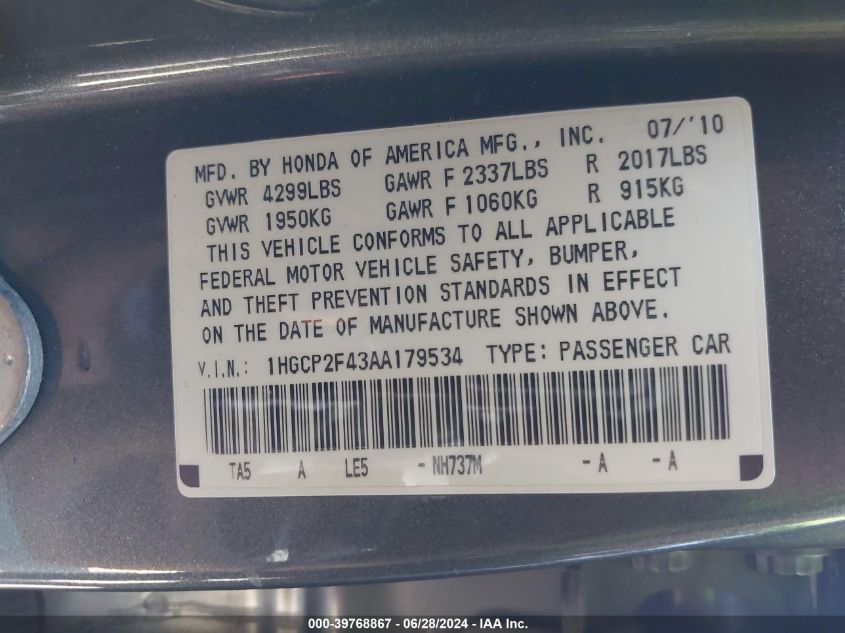 MFD. BY HONDA OF AMERICA MFG., INC. 07/'10
GVWR 4299LBS GAWR F 2337LBS R 2017LBS
GVWR 1950KG GAWR F 1060KG R 915KG
THIS VEHICLE CONFORMS TO ALL APPLICABLE
FEDERAL MOTOR VEHICLE SAFETY, BUMPER,
AND THEFT PREVENTION STANDARDS IN EFFECT
ON THE DATE OF MANUFACTURE SHOWN ABOVE.
V.I.N.: 1HGCP2F43AA179534 TYPE: PASSENGER CAR
TA5 A LE5 - NH737M - A - A
000-39768867 - 06/28/2024 - IAA Inc.